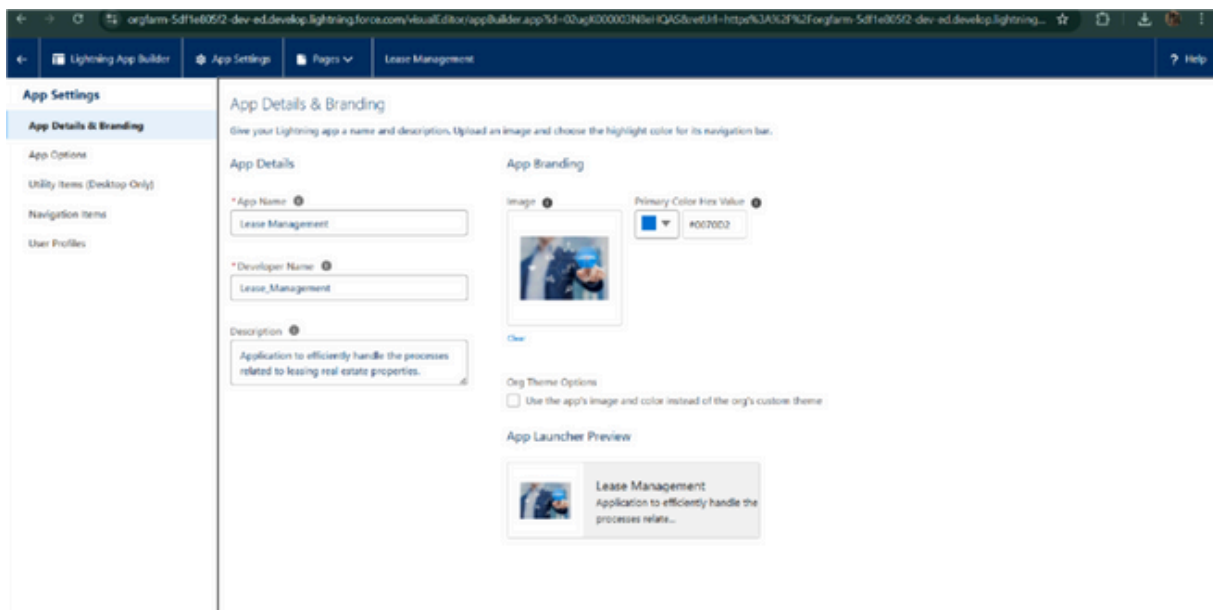 Lightning App Builder
App Settings
Pages
Lease Management
? Help
App Settings
App Details & Branding
App Options
Utility Items (Desktop Only)
Navigation Items
User Profiles
App Details & Branding
Give your Lightning app a name and description. Upload an image and choose the highlight color for its navigation bar.
App Details
*App Name
Lease Management
*Developer Name
Lease_Management
Description
Application to efficiently handle the processes
related to leasing real estate properties.
App Branding
Image
Primary Color Hex Value
#0070D2
Clear
Org Theme Options
Use the app's image and color instead of the org's custom theme
App Launcher Preview
Lease Management
Application to efficiently handle the
processes relate...